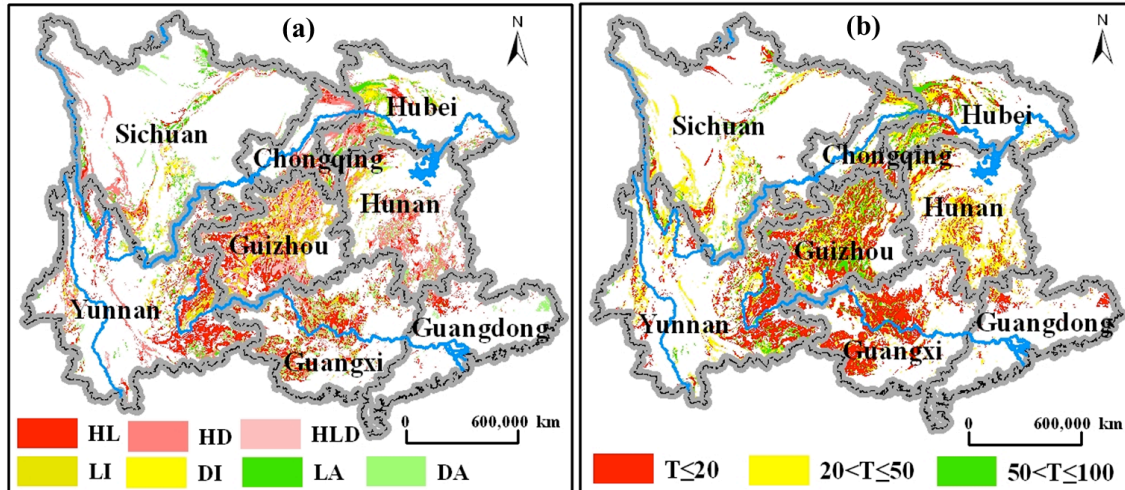 (a)
N
Sichuan
Hubei
Chongqing
Hunan
Guizhou
Yunnan
Guangdong
Guangxi
0 600,000 km
HL HD HLD
LI DI LA DA
(b)
N
Sichuan
Hubei
Chongqing
Hunan
Guizhou
Yunnan
Guangdong
Guangxi
0 600,000 km
T≤20 20<T≤50 50<T≤100